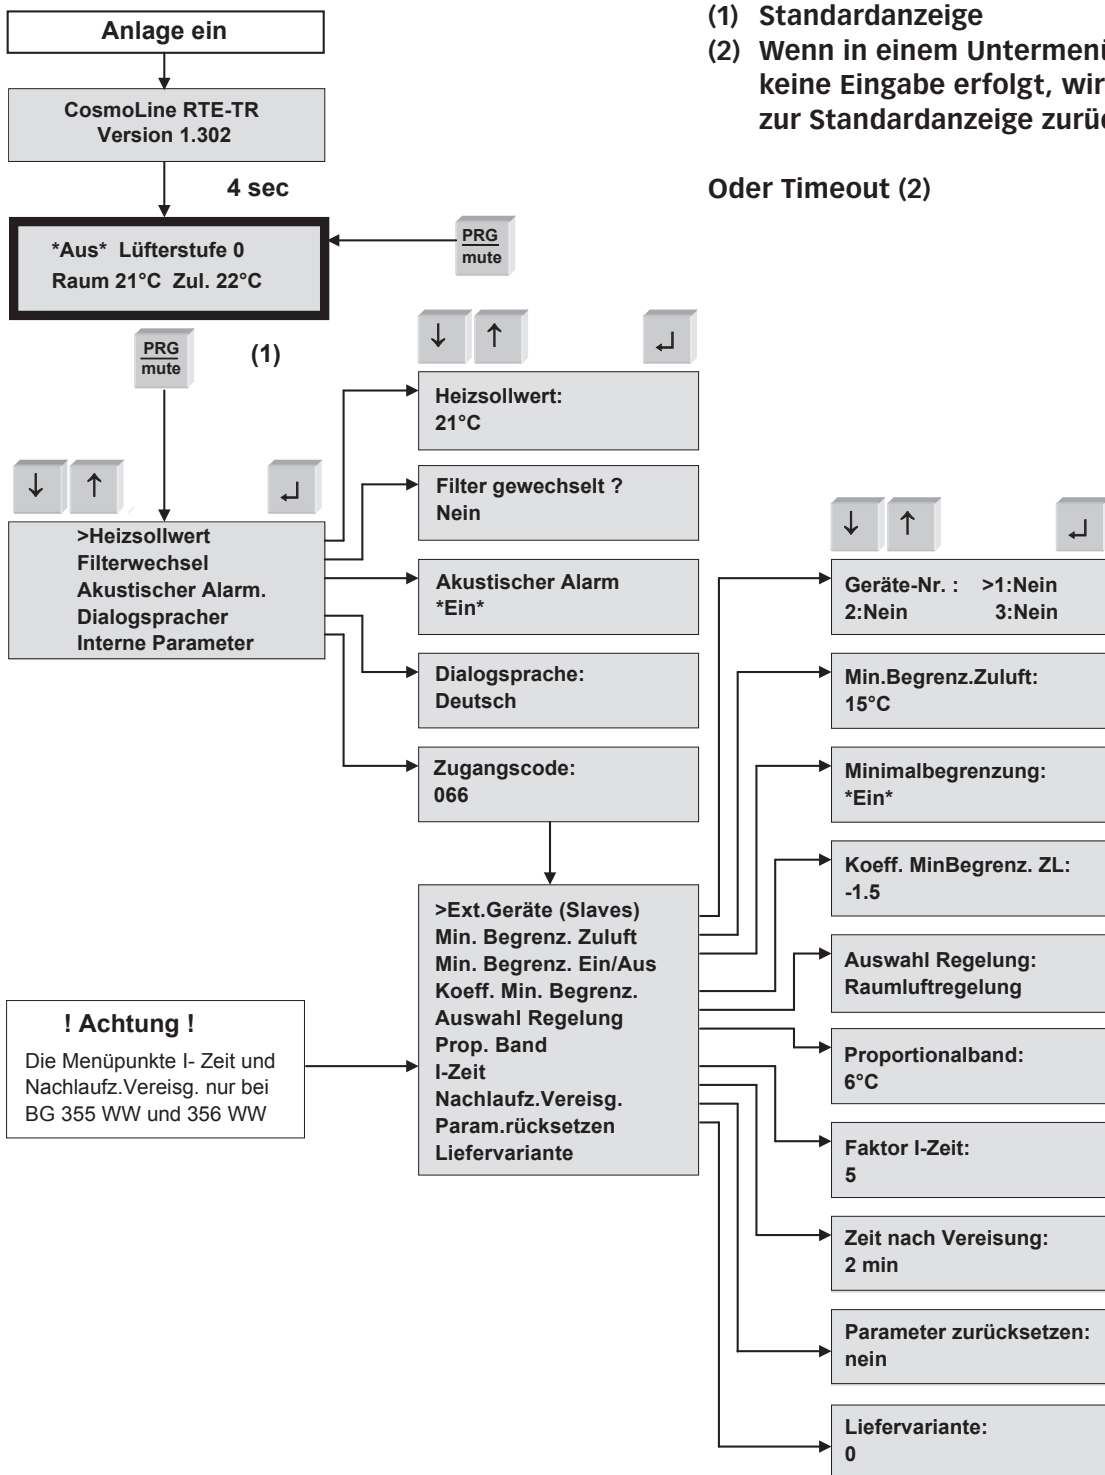 Anlage ein
CosmoLine RTE-TR
Version 1.302
4 sec
*Aus* Lüfterstufe 0
Raum 21°C Zul. 22°C
PRG
mute
(1) Standardanzeige
(2) Wenn in einem Untermenü
keine Eingabe erfolgt, wir
zur Standardanzeige zurü
Oder Timeout (2)
PRG
mute
(1)
↓ ↑ ↵
>Heizsollwert
Filterwechsel
Akustischer Alarm.
Dialogspracher
Interne Parameter
↓ ↑ ↵
Heizsollwert:
21°C
Filter gewechselt ?
Nein
Akustischer Alarm
*Ein*
Dialogsprache:
Deutsch
Zugangscode:
066
! Achtung !
Die Menüpunkte I- Zeit und
Nachlaufz.Vereisg. nur bei
BG 355 WW und 356 WW
>Ext.Geräte (Slaves)
Min. Begrenz. Zuluft
Min. Begrenz. Ein/Aus
Koeff. Min. Begrenz.
Auswahl Regelung
Prop. Band
I-Zeit
Nachlaufz.Vereisg.
Param.rücksetzen
Liefervariante
↓ ↑ ↵
Geräte-Nr. : >1:Nein
2:Nein 3:Nein
Min.Begrenz.Zuluft:
15°C
Minimalbegrenzung:
*Ein*
Koeff. MinBegrenz. ZL:
-1.5
Auswahl Regelung:
Raumluftregelung
Proportionalband:
6°C
Faktor I-Zeit:
5
Zeit nach Vereisung:
2 min
Parameter zurücksetzen:
nein
Liefervariante:
0